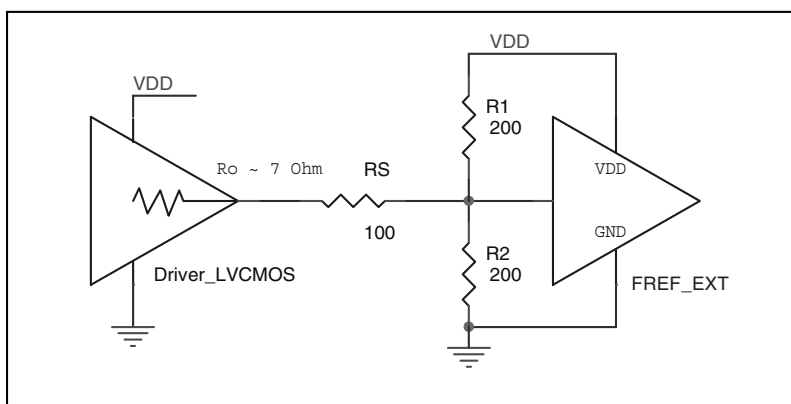 VDD
VDD
R1
200
Ro ~ 7 Ohm
RS
100
VDD
GND
R2
200
Driver_LVCMOS
FREF_EXT